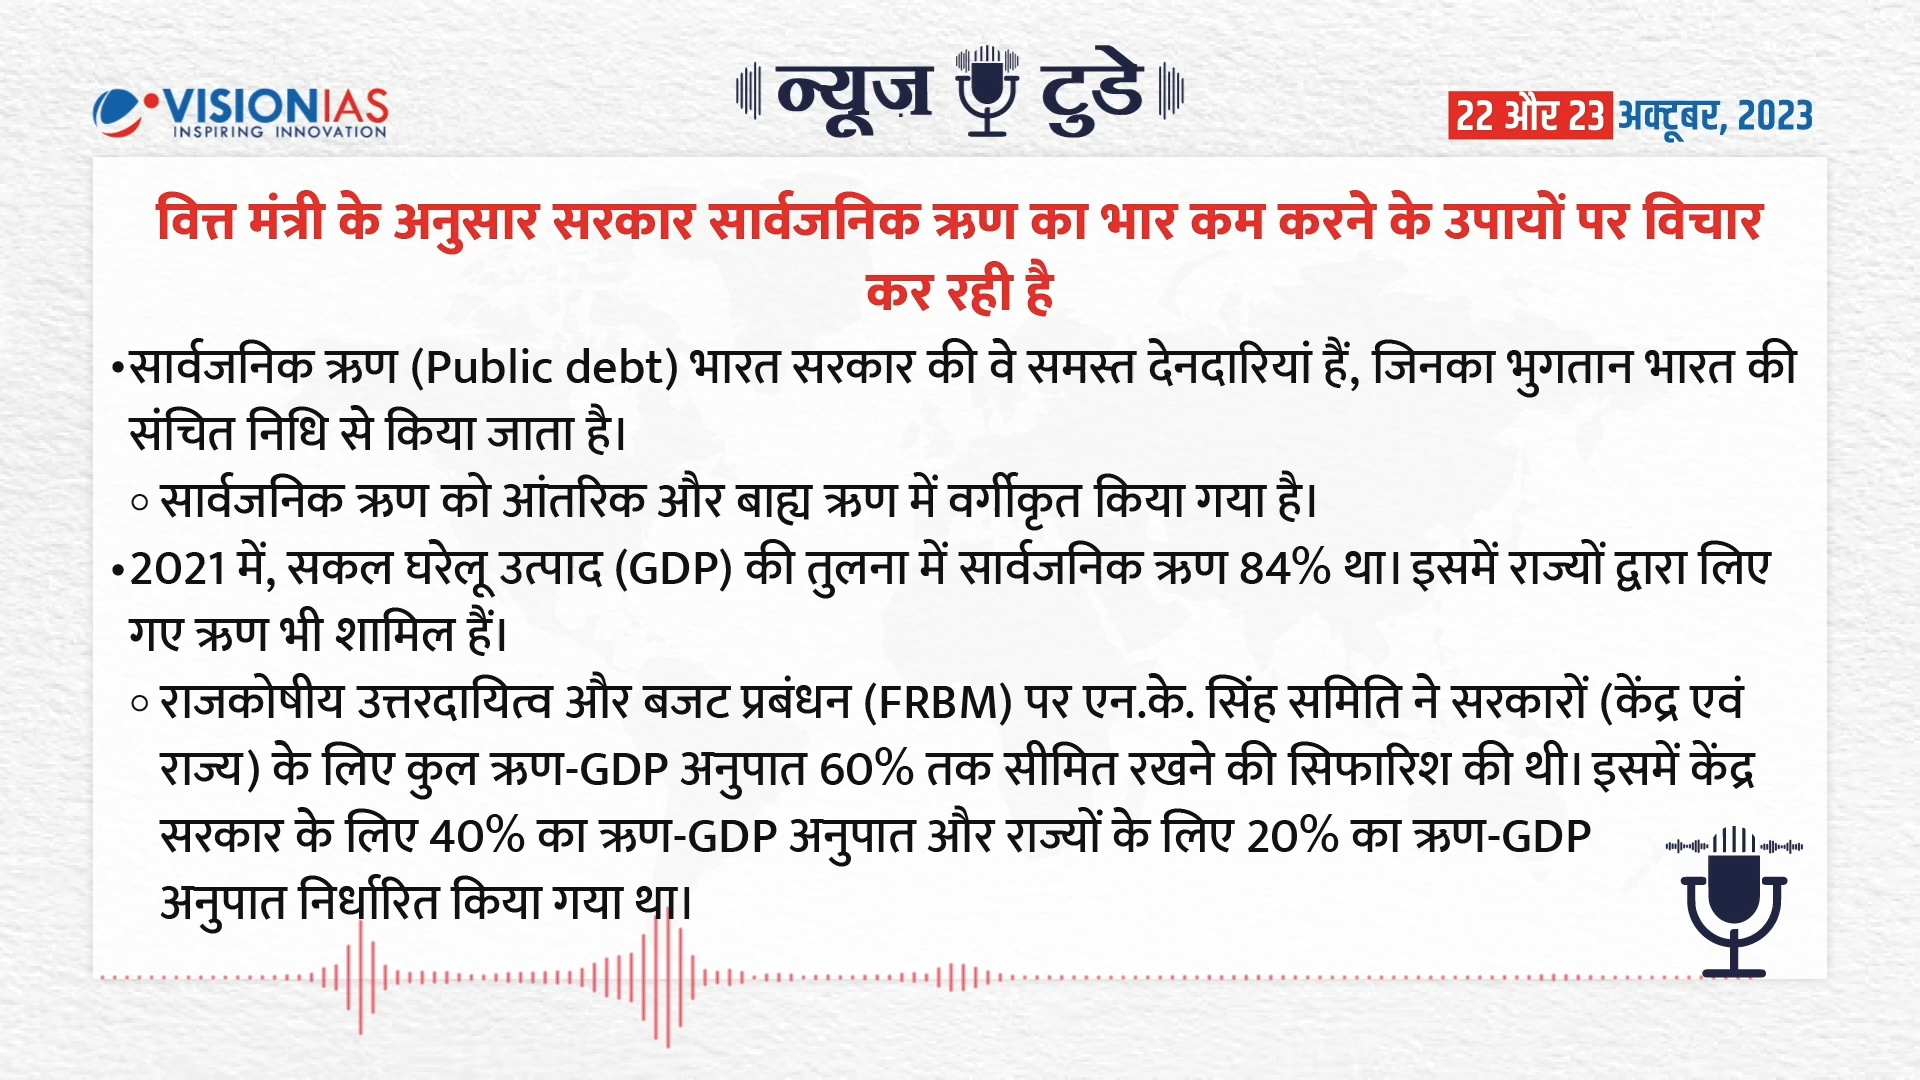 VISIONIAS
INSPIRING INNOVATION
न्यूज़ टुडे
22 और 23 अक्टूबर, 2023
वित्त मंत्री के अनुसार सरकार सार्वजनिक ऋण का भार कम करने के उपायों पर विचार
कर रही है
•सार्वजनिक ऋण (Public debt) भारत सरकार की वे समस्त देनदारियां हैं, जिनका भुगतान भारत की
संचित निधि से किया जाता है।
○ सार्वजनिक ऋण को आंतरिक और बाह्य ऋण में वर्गीकृत किया गया है।
•2021 में, सकल घरेलू उत्पाद (GDP) की तुलना में सार्वजनिक ऋण 84% था। इसमें राज्यों द्वारा लिए
गए ऋण भी शामिल हैं।
○ राजकोषीय उत्तरदायित्व और बजट प्रबंधन (FRBM) पर एन.के. सिंह समिति ने सरकारों (केंद्र एवं
राज्य) के लिए कुल ऋण-GDP अनुपात 60% तक सीमित रखने की सिफारिश की थी। इसमें केंद्र
सरकार के लिए 40% का ऋण-GDP अनुपात और राज्यों के लिए 20% का ऋण-GDP
अनुपात निर्धारित किया गया था।